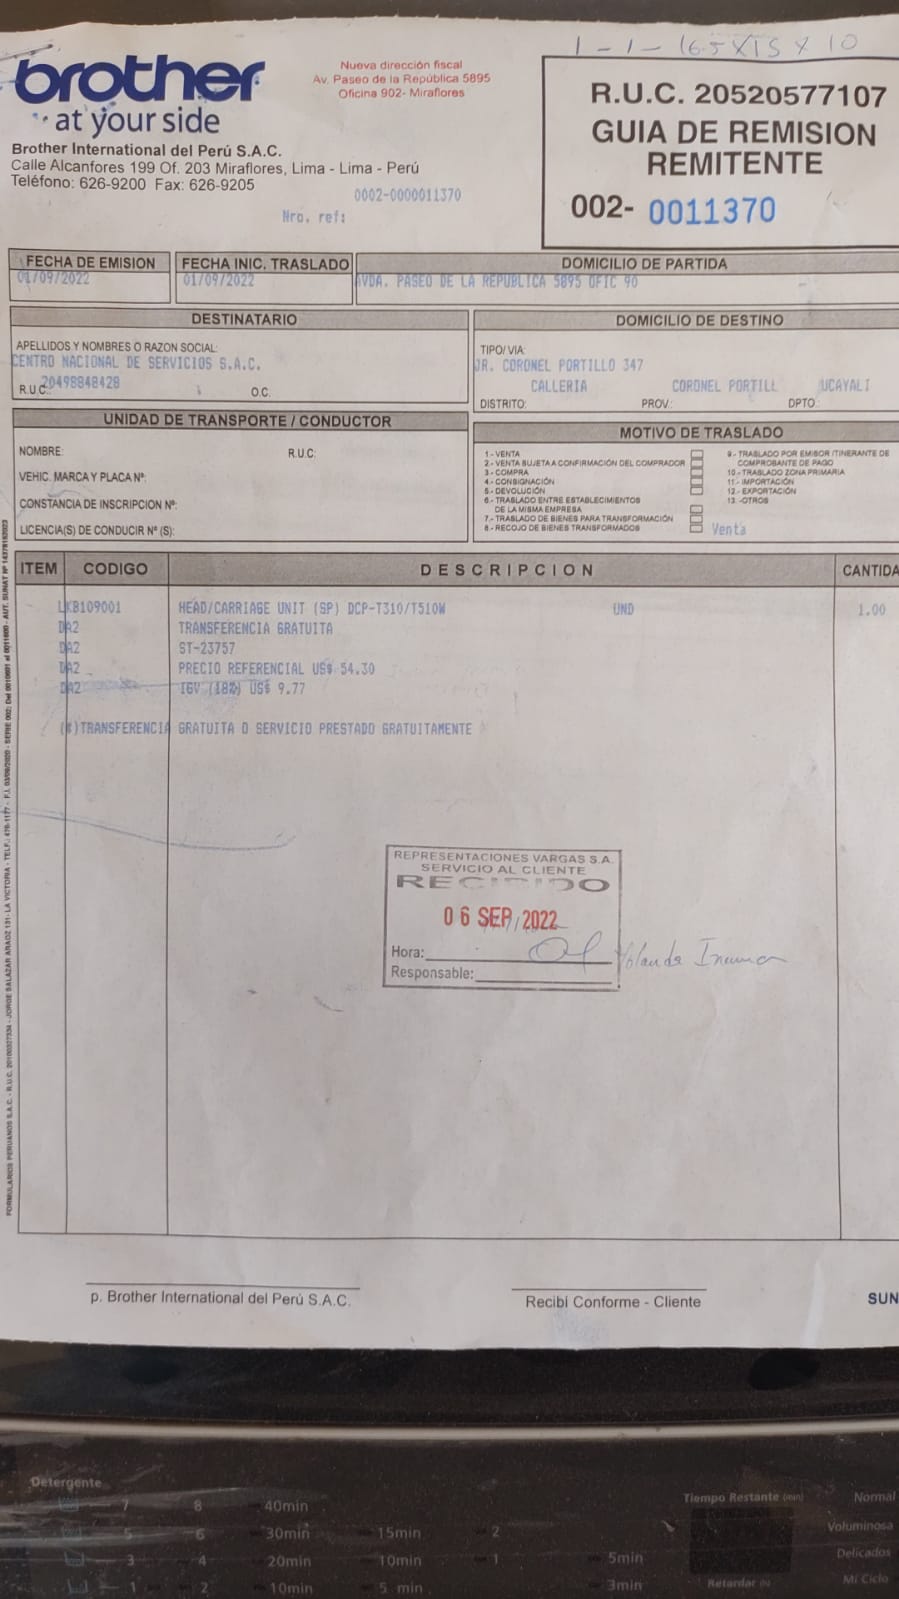 1 - 1 - 16.5 X 15 X 10
brother
at your side
Nueva dirección fiscal
Av. Paseo de la República 5895
Oficina 902- Miraflores
Brother International del Perú S.A.C.
Calle Alcanfores 199 Of. 203 Miraflores, Lima - Lima - Perú
Teléfono: 626-9200 Fax: 626-9205
0002-0000011370
Nro. ref:
R.U.C. 20520577107
GUIA DE REMISION
REMITENTE
002- 0011370
FECHA DE EMISION
01/09/2022
FECHA INIC. TRASLADO
01/09/2022
DOMICILIO DE PARTIDA
AVDA. PASEO DE LA REPUBLICA 5895 OFIC 90
DESTINATARIO
APELLIDOS Y NOMBRES O RAZON SOCIAL:
CENTRO NACIONAL DE SERVICIOS S.A.C.
R.U.C.: 20498848428
O.C.
DOMICILIO DE DESTINO
TIPO/ VIA:
JR. CORONEL PORTILLO 347
CALLERIA CORONEL PORTILL UCAYALI
DISTRITO: PROV.: DPTO.:
UNIDAD DE TRANSPORTE / CONDUCTOR
NOMBRE: R.U.C:
VEHIC. MARCA Y PLACA Nº:
CONSTANCIA DE INSCRIPCION Nº:
LICENCIA(S) DE CONDUCIR Nº (S):
MOTIVO DE TRASLADO
1 - VENTA
2 - VENTA SUJETA A CONFIRMACIÓN DEL COMPRADOR
3 - COMPRA
4 - CONSIGNACIÓN
5 - DEVOLUCIÓN
6 - TRASLADO ENTRE ESTABLECIMIENTOS
DE LA MISMA EMPRESA
7 - TRASLADO DE BIENES PARA TRANSFORMACIÓN
8 - RECOJO DE BIENES TRANSFORMADOS
9 - TRASLADO POR EMISOR ITINERANTE DE
COMPROBANTE DE PAGO
10 - TRASLADO ZONA PRIMARIA
11 - IMPORTACIÓN
12 - EXPORTACIÓN
13 - OTROS
Venta
ITEM CODIGO DESCRIPCION CANTIDA
LK8109001 HEAD/CARRIAGE UNIT (SP) DCP-T310/T510W UND 1.00
DA2 TRANSFERENCIA GRATUITA
DA2 ST-23757
DA2 PRECIO REFERENCIAL US$ 54.30
DA2 IGV (18%) US$ 9.77
(*)TRANSFERENCIA GRATUITA O SERVICIO PRESTADO GRATUITAMENTE
REPRESENTACIONES VARGAS S.A.
SERVICIO AL CLIENTE
RECIBIDO
06 SEP 2022
Hora:
Responsable:
Yolanda
p. Brother International del Perú S.A.C.
Recibí Conforme - Cliente
SUN
Detergente
7 8 40min
5 6 30min 15min 2
3 4 20min 10min 1 5min
1 2 10min 5 min 3min
Tiempo Restante (min)
Retardar
Normal
Voluminosa
Delicados
Mi Ciclo